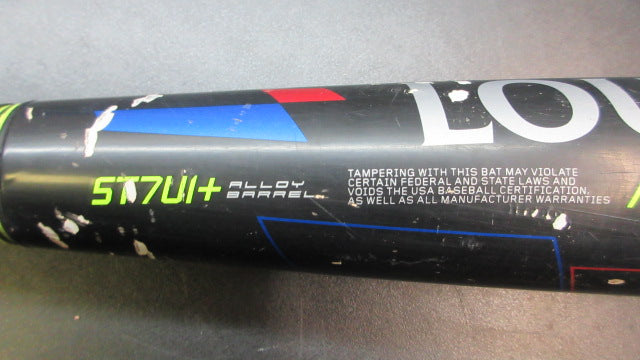 LOU
ST7U1+ ALLOY
BARREL
TAMPERING WITH THIS BAT MAY VIOLATE
CERTAIN FEDERAL AND STATE LAWS AND
VOIDS THE USA BASEBALL CERTIFICATION.
AS WELL AS ALL MANUFACTURER WARRANTIES